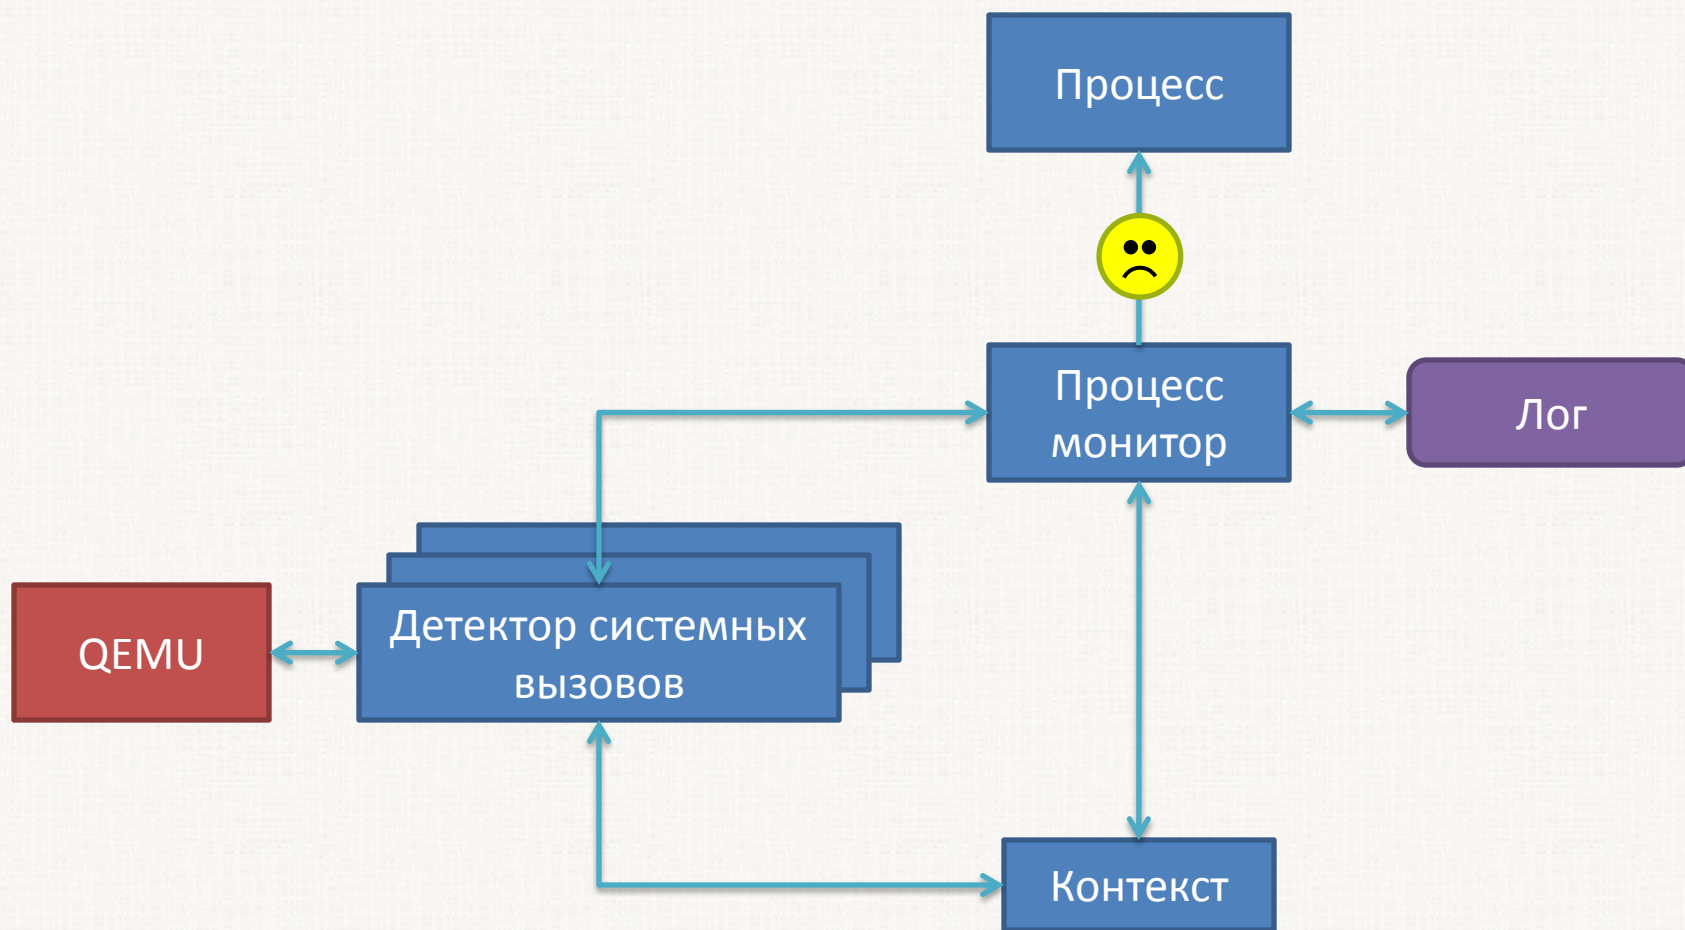 Процесс
Процесс
монитор
Лог
QEMU
Детектор системных
вызовов
Контекст